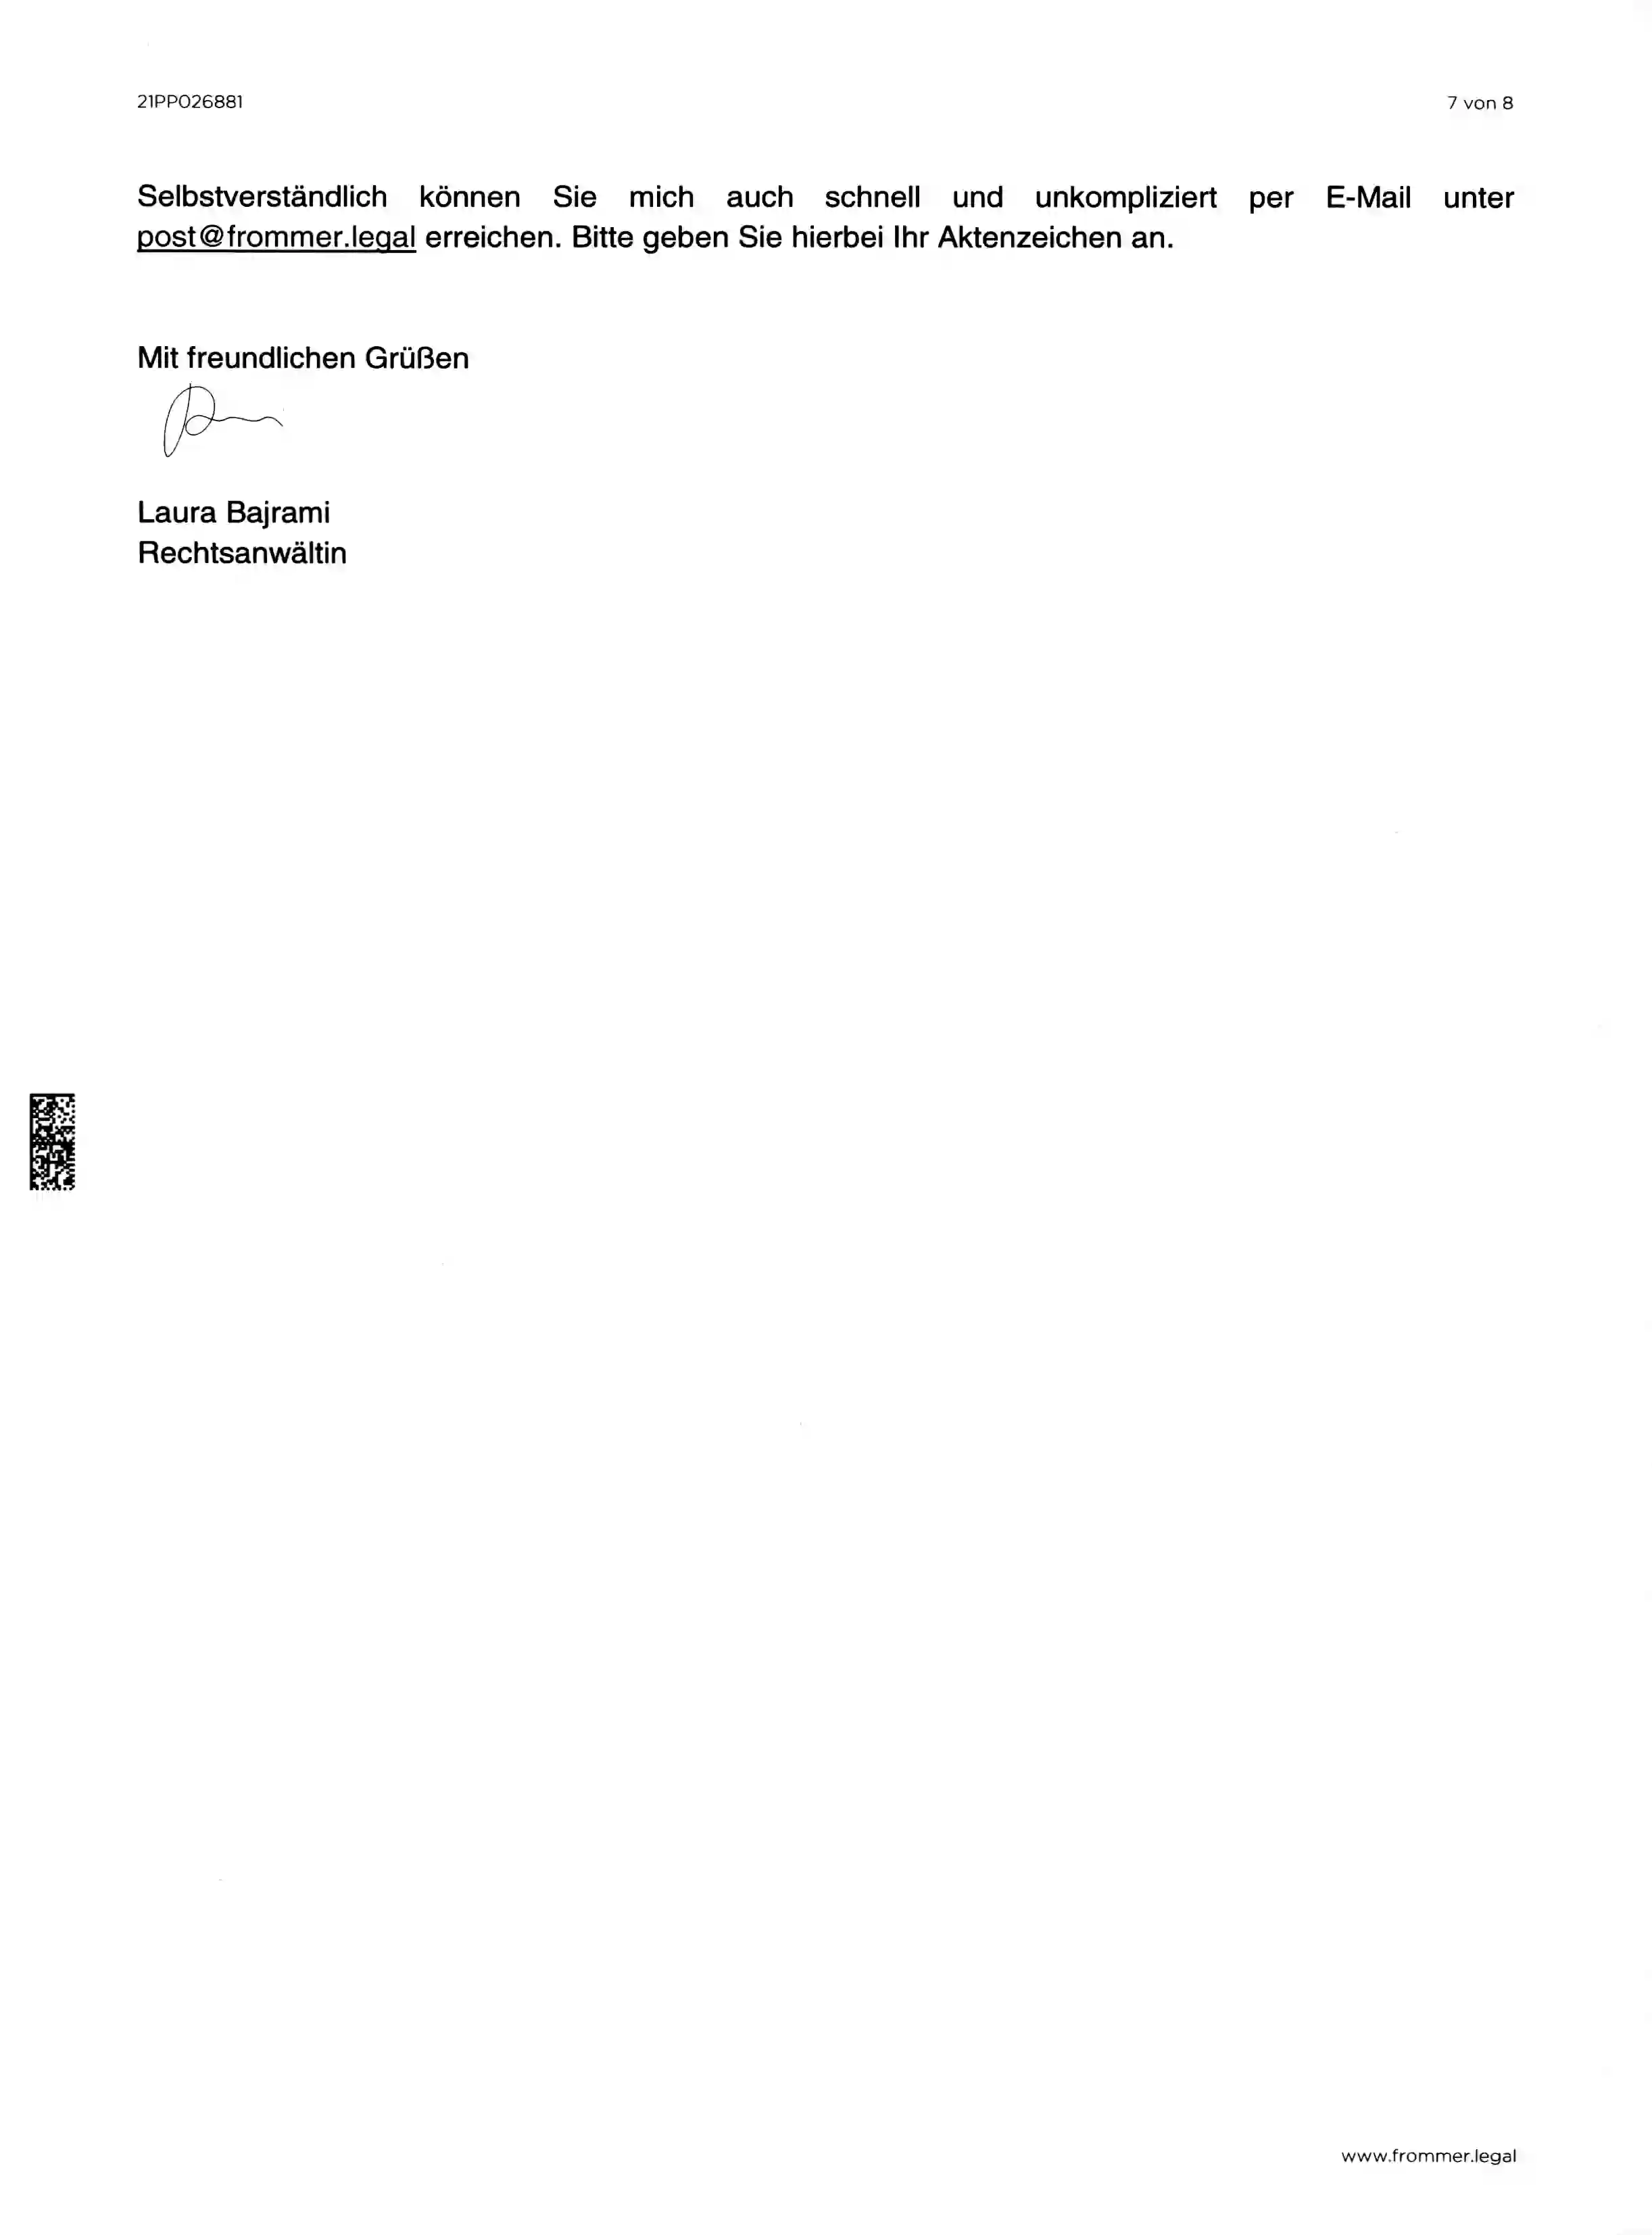 21PP026881
7 von 8
Selbstverständlich können Sie mich auch schnell und unkompliziert per E-Mail unter
post@frommer.legal erreichen. Bitte geben Sie hierbei Ihr Aktenzeichen an.
Mit freundlichen Grüßen
Laura Bajrami
Rechtsanwältin
www.frommer.legal